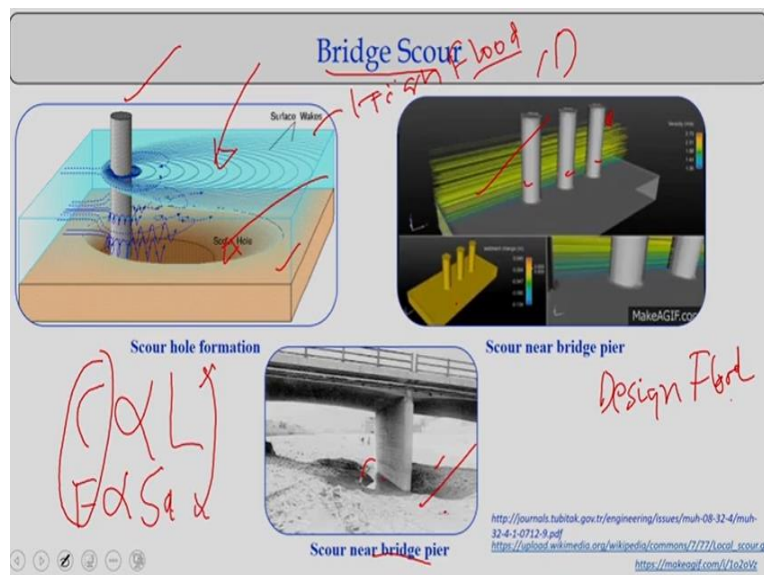 Bridge Scour
High Flood
Surface Wakes
Scour Hole
MakeAGIF.com
Scour hole formation
Scour near bridge pier
Design Flood
Scour near bridge pier
http://journals.tubitak.gov.tr/engineering/issues/muh-08-32-4/muh-
32-4-1-0712-9.pdf
https://upload.wikimedia.org/wikipedia/commons/7/77/Local_scour.g
https://makeagif.com/i/1o2oVz